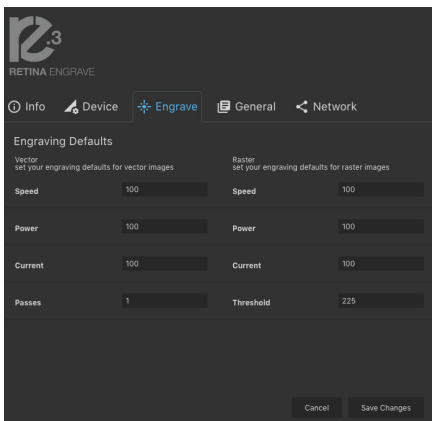 re.3
RETINA ENGRAVE
Info Device Engrave General Network
Engraving Defaults
Vector Raster
set your engraving defaults for vector images set your engraving defaults for raster images
Speed 100 Speed 100
Power 100 Power 100
Current 100 Current 100
Passes 1 Threshold 225
Cancel Save Changes